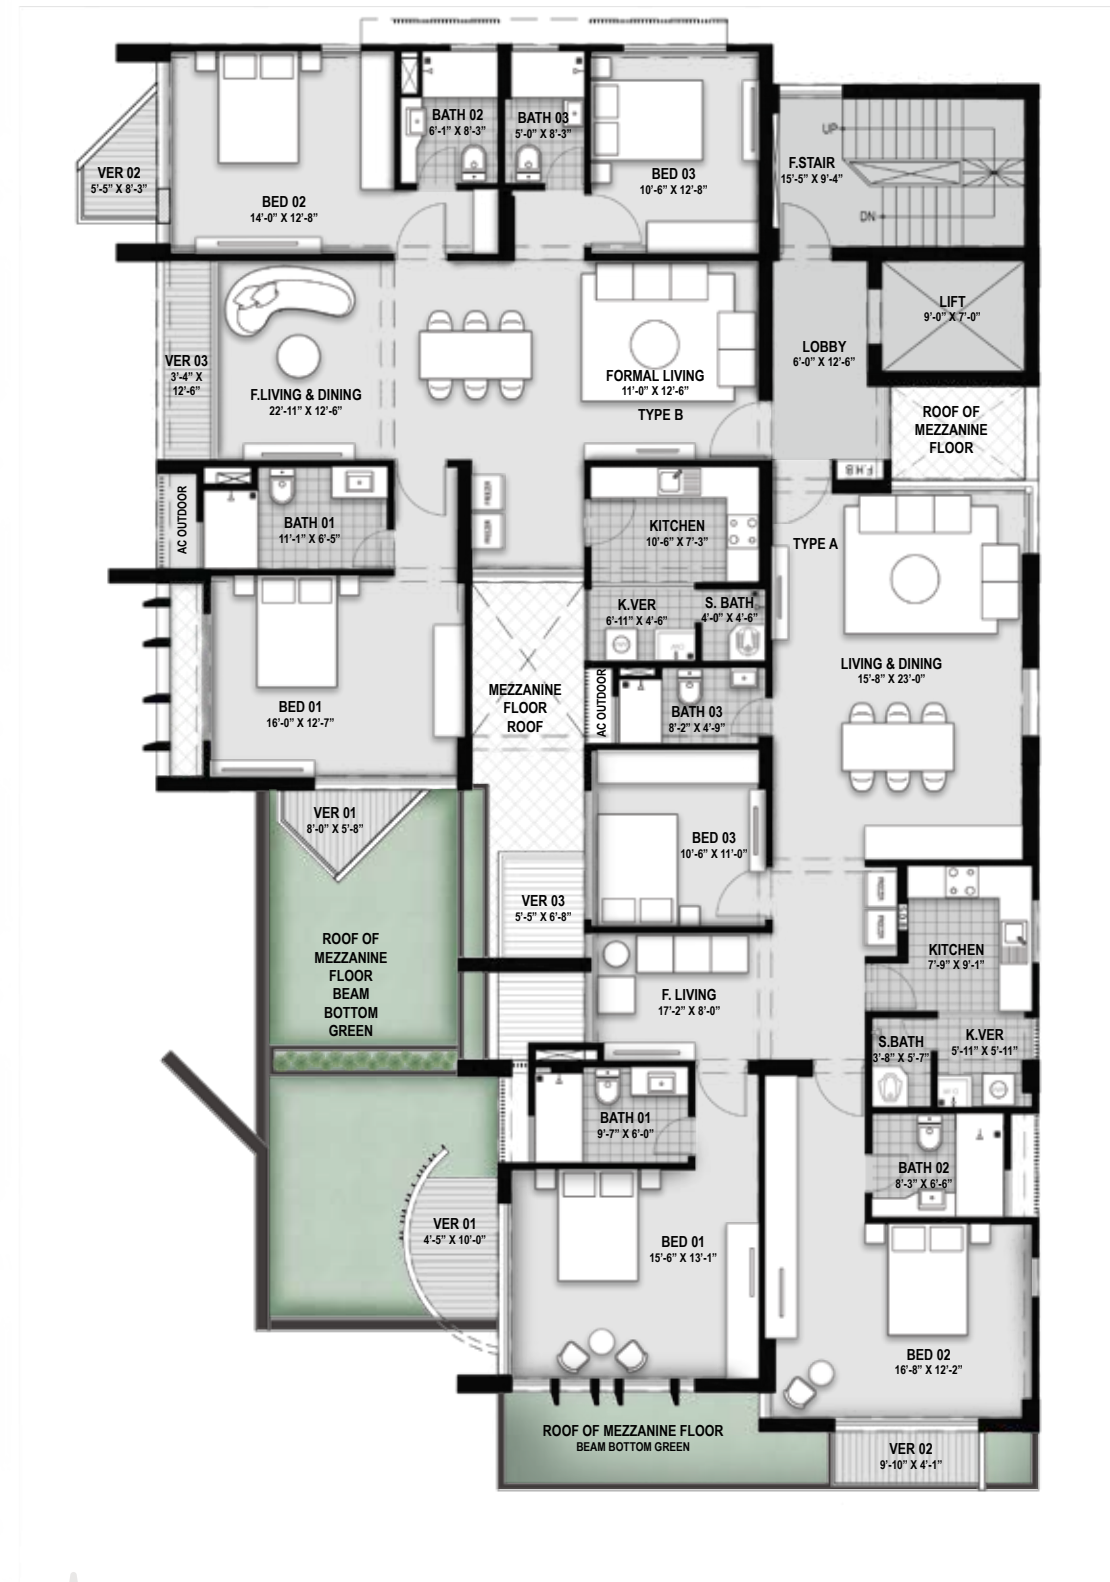 BATH 02
6'-1" X 8'-3"
BATH 03
5'-0" X 8'-3"
BED 03
10'-6" X 12'-8"
UP
F.STAIR
15'-5" X 9'-4"
DN
VER 02
5'-5" X 8'-3"
BED 02
14'-0" X 12'-8"
LIFT
9'-0" X 7'-0"
LOBBY
6'-0" X 12'-6"
VER 03
3'-4" X
12'-6"
F.LIVING & DINING
22'-11" X 12'-6"
FORMAL LIVING
11'-0" X 12'-6"
TYPE B
ROOF OF
MEZZANINE
FLOOR
F.H.B
AC OUTDOOR
BATH 01
11'-1" X 6'-5"
FREEZER
FREEZER
KITCHEN
10'-6" X 7'-3"
TYPE A
K.VER
6'-11" X 4'-6"
S. BATH
4'-0" X 4'-6"
LIVING & DINING
15'-8" X 23'-0"
BED 01
16'-0" X 12'-7"
MEZZANINE
FLOOR
ROOF
AC OUTDOOR
BATH 03
8'-2" X 4'-9"
VER 01
8'-0" X 5'-8"
BED 03
10'-6" X 11'-0"
FREEZER
FREEZER
VER 03
5'-5" X 6'-8"
ROOF OF
MEZZANINE
FLOOR
BEAM
BOTTOM
GREEN
KITCHEN
7'-9" X 9'-1"
F. LIVING
17'-2" X 8'-0"
S.BATH
3'-8" X 5'-7"
K.VER
5'-11" X 5'-11"
BATH 01
9'-7" X 6'-0"
BATH 02
8'-3" X 6'-6"
VER 01
4'-5" X 10'-0"
BED 01
15'-6" X 13'-1"
BED 02
16'-8" X 12'-2"
ROOF OF MEZZANINE FLOOR
BEAM BOTTOM GREEN
VER 02
9'-10" X 4'-1"